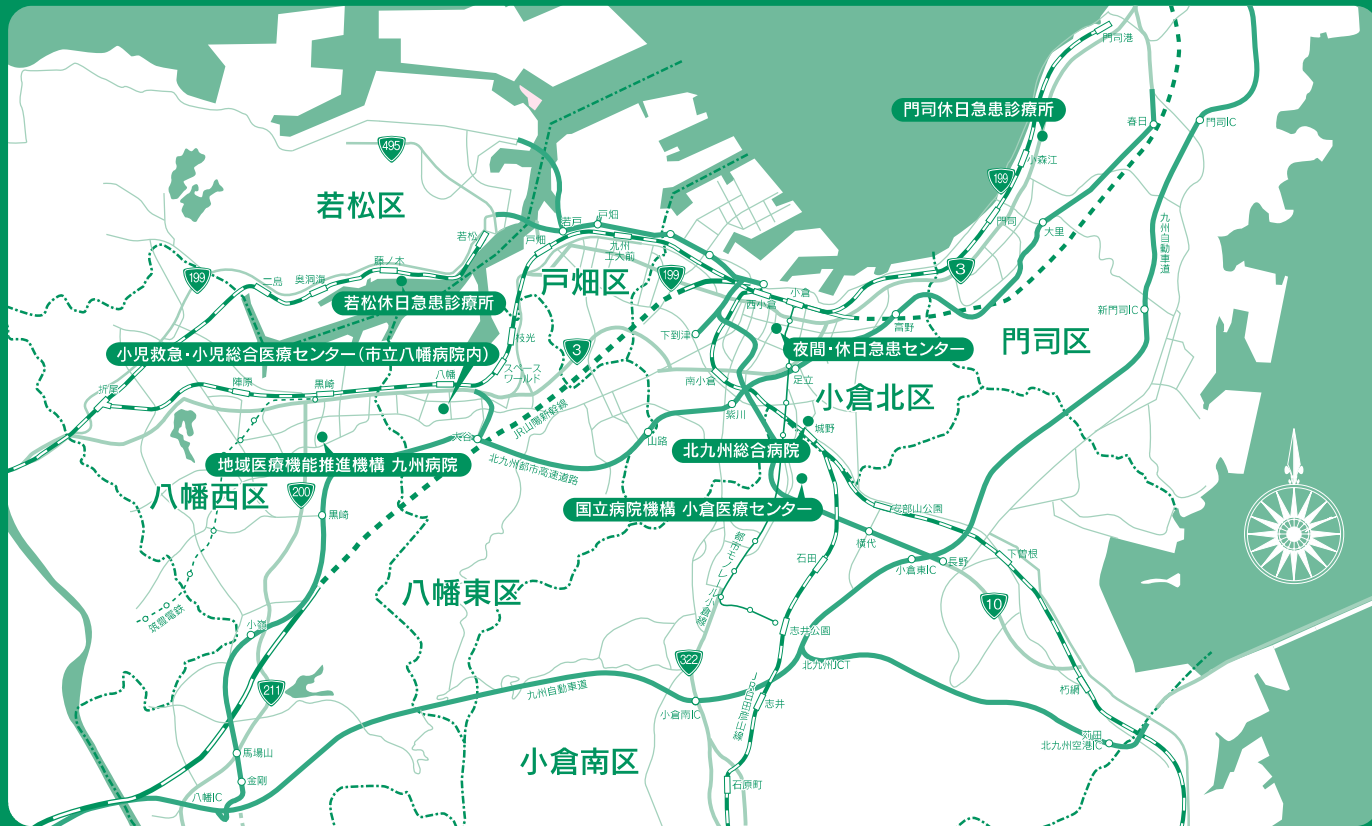 門司港
門司休日急患診療所
春日
門司IC
495
小森江
199
若松区
門司
九州自動車道
大里
若松
戸畑
若戸
戸畑
九州
工大前
藤ノ木
3
199
二島
奥洞海
戸畑区
199
小倉
西小倉
若松休日急患診療所
新門司IC
高野
下到津
枝光
門司区
夜間・休日急患センター
小児救急・小児総合医療センター(市立八幡病院内)
3
スペース
ワールド
八幡
足立
南小倉
折尾
陣原
黒崎
小倉北区
JR山陽新幹線
紫川
城野
大谷
山路
北九州総合病院
地域医療機能推進機構 九州病院
北九州都市高速道路
八幡西区
200
国立病院機構 小倉医療センター
黒崎
安部山公園
横代
都市モノレール小倉線
石田
下曽根
長野
小倉東IC
八幡東区
10
筑豊電鉄
小嶺
志井公園
322
北九州JCT
211
九州自動車道
JR日田彦山線
志井
朽網
小倉南IC
苅田
北九州空港IC
馬場山
小倉南区
金剛
石原町
八幡IC